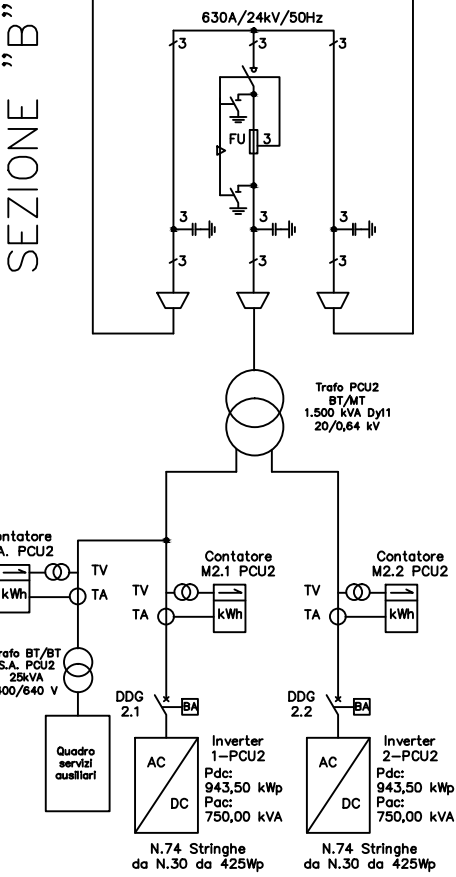 SEZIONE "B"
630A/24kV/50Hz
3
3
3
FU
3
3
3
3
3
3
3
Trafo PCU2
BT/MT
1.500 kVA Dy11
20/0,64 kV
PCU2
TV
kWh
TA
BT/BT
S.A. PCU2
25kVA
400/640 V
Quadro
servizi
ausiliari
Contatore
M2.1 PCU2
TV
TA
kWh
DDG
2.1
BA
AC
DC
Inverter
1-PCU2
Pdc:
943,50 kWp
Pac:
750,00 kVA
N.74 Stringhe
da N.30 da 425Wp
Contatore
M2.2 PCU2
TV
TA
kWh
DDG
2.2
BA
AC
DC
Inverter
2-PCU2
Pdc:
943,50 kWp
Pac:
750,00 kVA
N.74 Stringhe
da N.30 da 425Wp